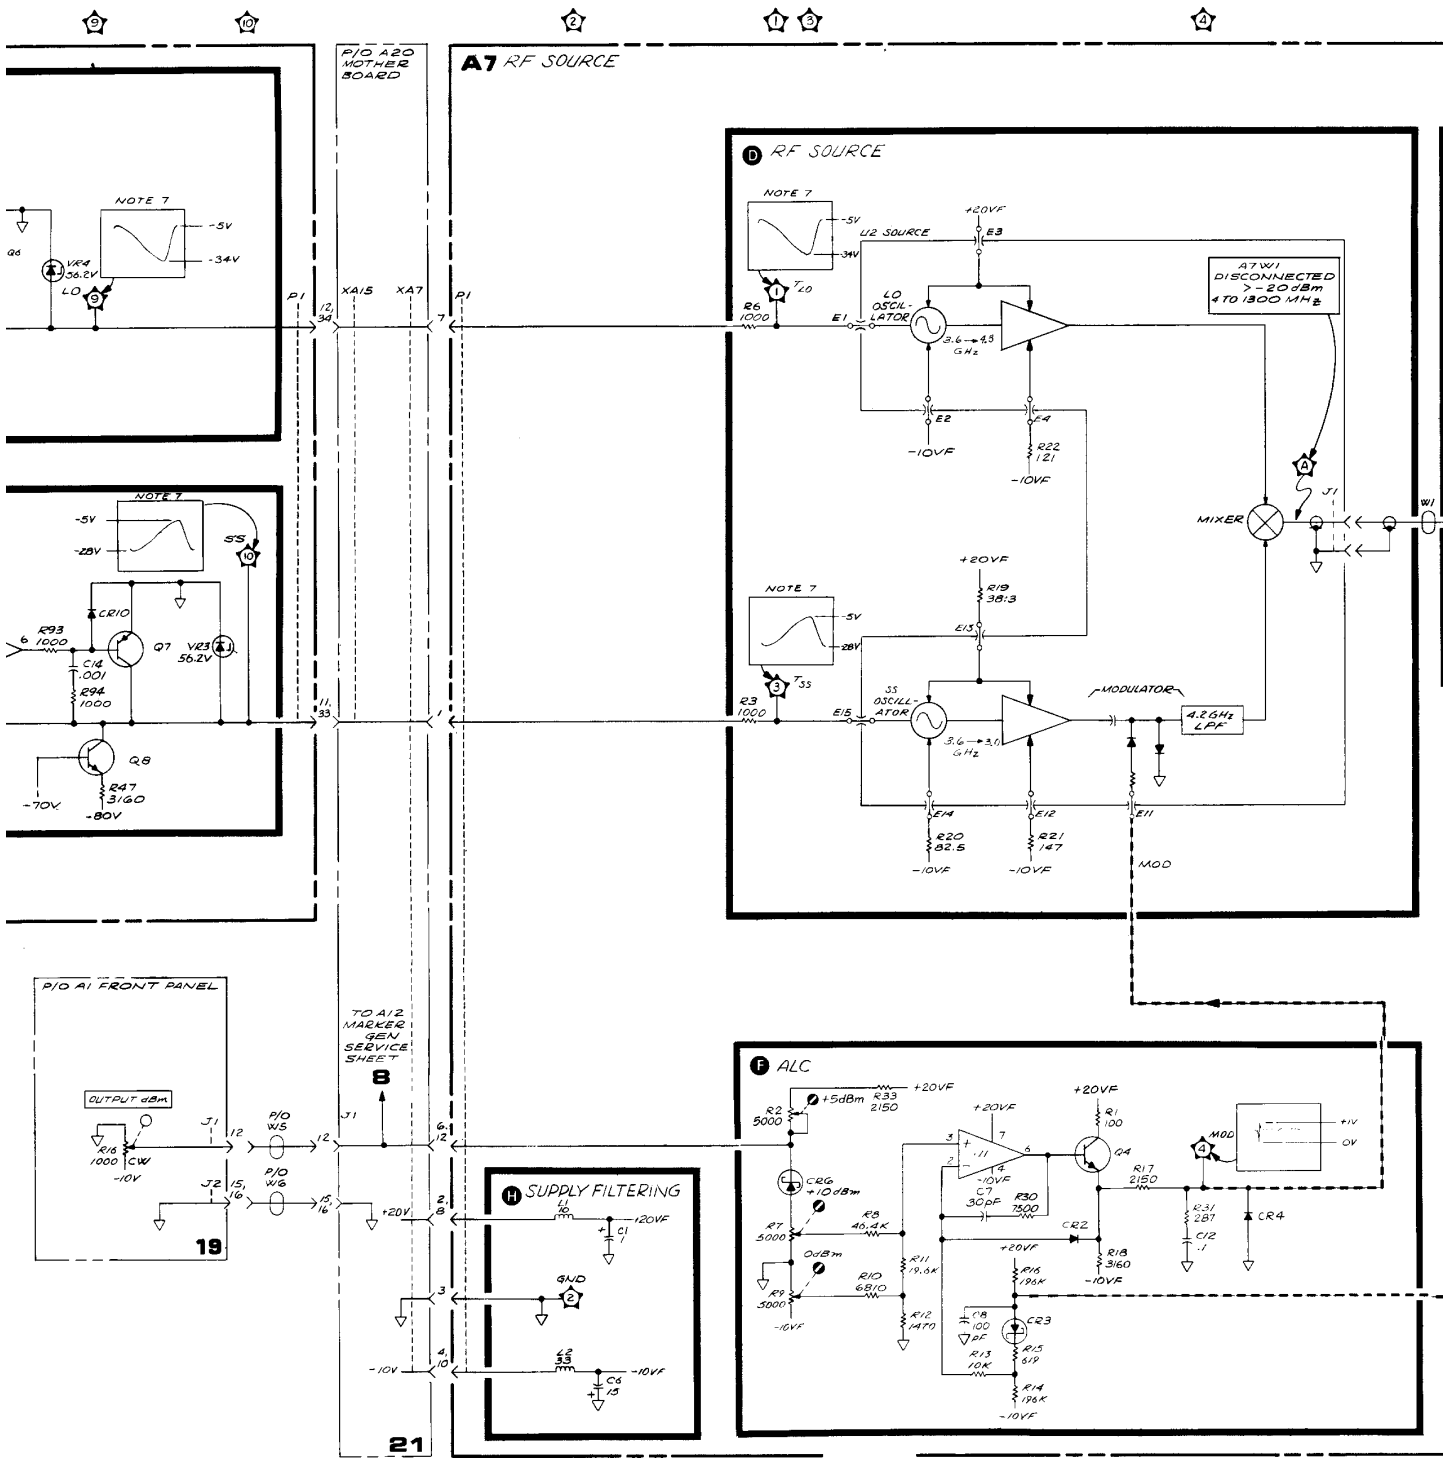 9
10
2
1
3
4
P/O A20
MOTHER
BOARD
A7 RF SOURCE
NOTE 7
-5V
-34V
Q6
VR4
56.2V
LO
9
P1
12,
34
XA15
XA7
P1
7
D RF SOURCE
NOTE 7
-5V
-34V
1
TLO
R6
1000
E1
U2 SOURCE
+20VF
E3
LO
OSCIL-
LATOR
3.6→4.3
GHz
E2
-10VF
E4
R22
121
-10VF
A7W1
DISCONNECTED
>-20dBm
4 TO 1300 MHz
A
J1
W1
MIXER
NOTE 7
-5V
-28V
SS
10
CR10
6
R93
1000
Q7
VR3
56.2V
C14
.001
R94
1000
11,
33
1
Q8
R47
3160
-70V
-80V
NOTE 7
-5V
-28V
3
TSS
R3
1000
E15
+20VF
R19
38.3
E13
SS
OSCILL-
ATOR
3.6→3.0
GHz
MODULATOR
4.2GHz
LPF
E14
R20
82.5
-10VF
E12
R21
147
-10VF
E11
MOD
P/O A1 FRONT PANEL
OUTPUT dBm
R16
1000
CW
-10V
J1
12
P/O
W5
12
J1
J2
15,
16
P/O
W6
15,
16
19
TO A12
MARKER
GEN
SERVICE
SHEET
8
6,
12
2,
8
+20V
3
4,
10
-10V
21
H SUPPLY FILTERING
L1
10
+20VF
+
C1
1
GND
2
L2
33
-10VF
+
C6
15
F ALC
R2
5000
+5dBm
R33
2150
+20VF
CR6
+10dBm
R7
5000
R8
46.4K
0dBm
R9
5000
-10VF
R10
6810
R11
19.6K
R12
1470
+20VF
3
+
2
-
7
6
4
-10VF
C7
30pF
R30
7500
+20VF
R1
100
Q4
R17
2150
CR2
R18
3160
-10VF
4
MOD
+1V
0V
R31
287
C12
.1
CR4
+20VF
R16
196K
C8
100
pF
CR3
R15
619
R13
10K
R14
196K
-10VF